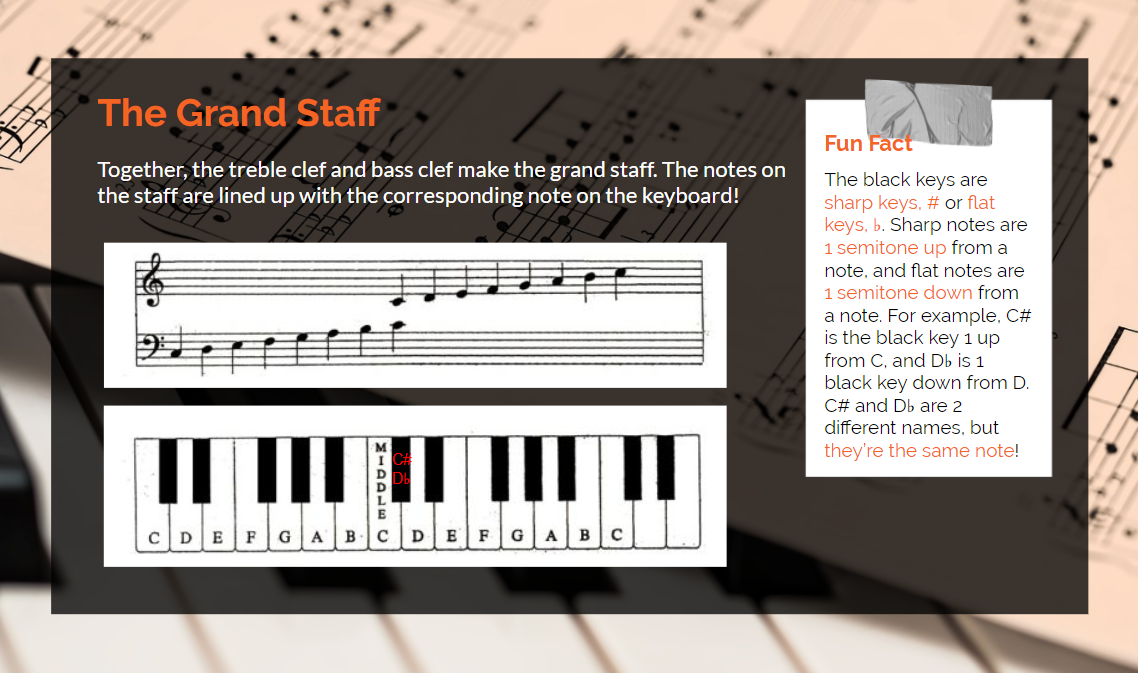 The Grand Staff
Together, the treble clef and bass clef make the grand staff. The notes on
the staff are lined up with the corresponding note on the keyboard!
MIDDLE
C#
D♭
C D E F G A B C D E F G A B C
Fun Fact
The black keys are
sharp keys, # or flat
keys, ♭. Sharp notes are
1 semitone up from a
note, and flat notes are
1 semitone down from
a note. For example, C#
is the black key 1 up
from C, and D♭ is 1
black key down from D.
C# and D♭ are 2
different names, but
they're the same note!